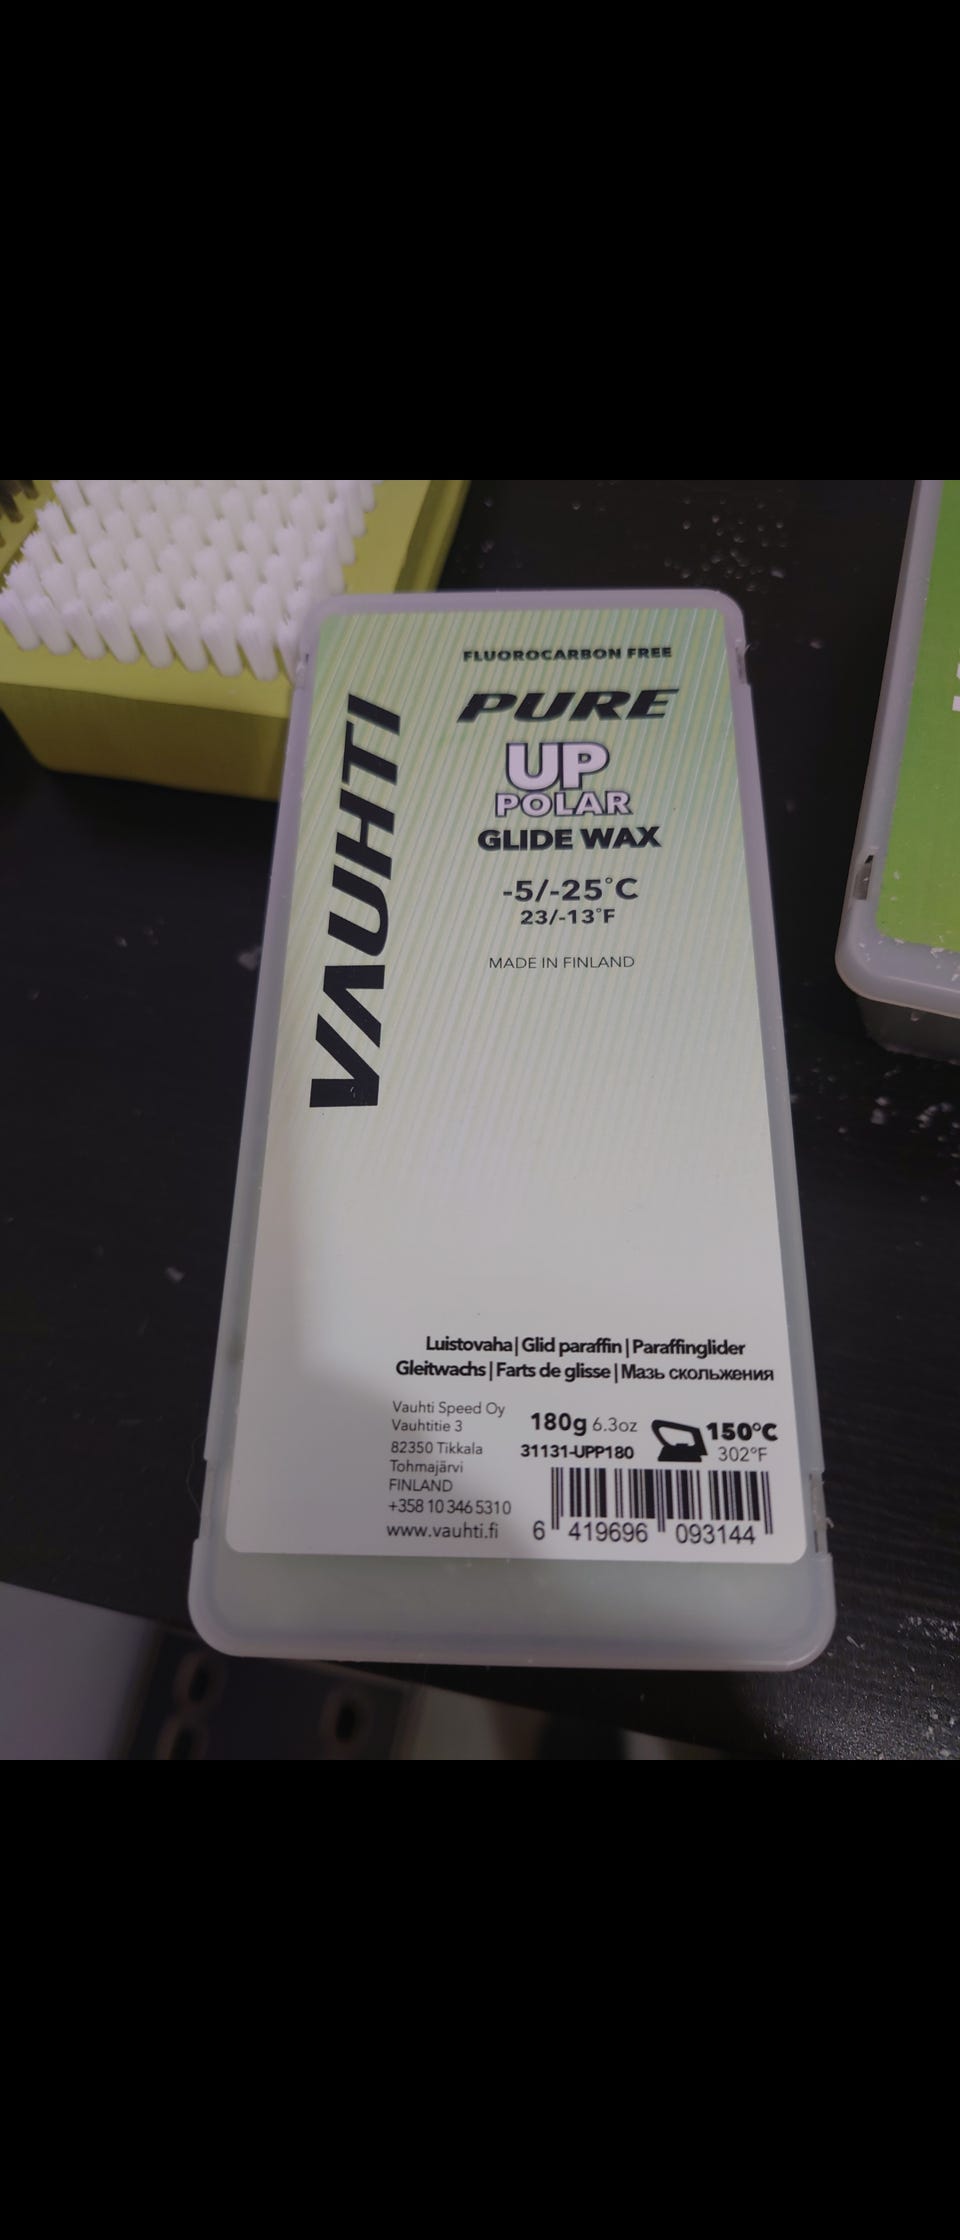 VAUHTI
FLUOROCARBON FREE
PURE
UP
POLAR
GLIDE WAX
-5/-25°C
23/-13°F
MADE IN FINLAND
Luistovaha | Glid paraffin | Paraffinglider
Gleitwachs | Farts de glisse | Мазь скольжения
Vauhti Speed Oy
Vauhtitie 3
82350 Tikkala
Tohmajärvi
FINLAND
+358 10 346 5310
www.vauhti.fi
180g 6.3oz
31131-UPP180
150°C
302°F
6 419696 093144